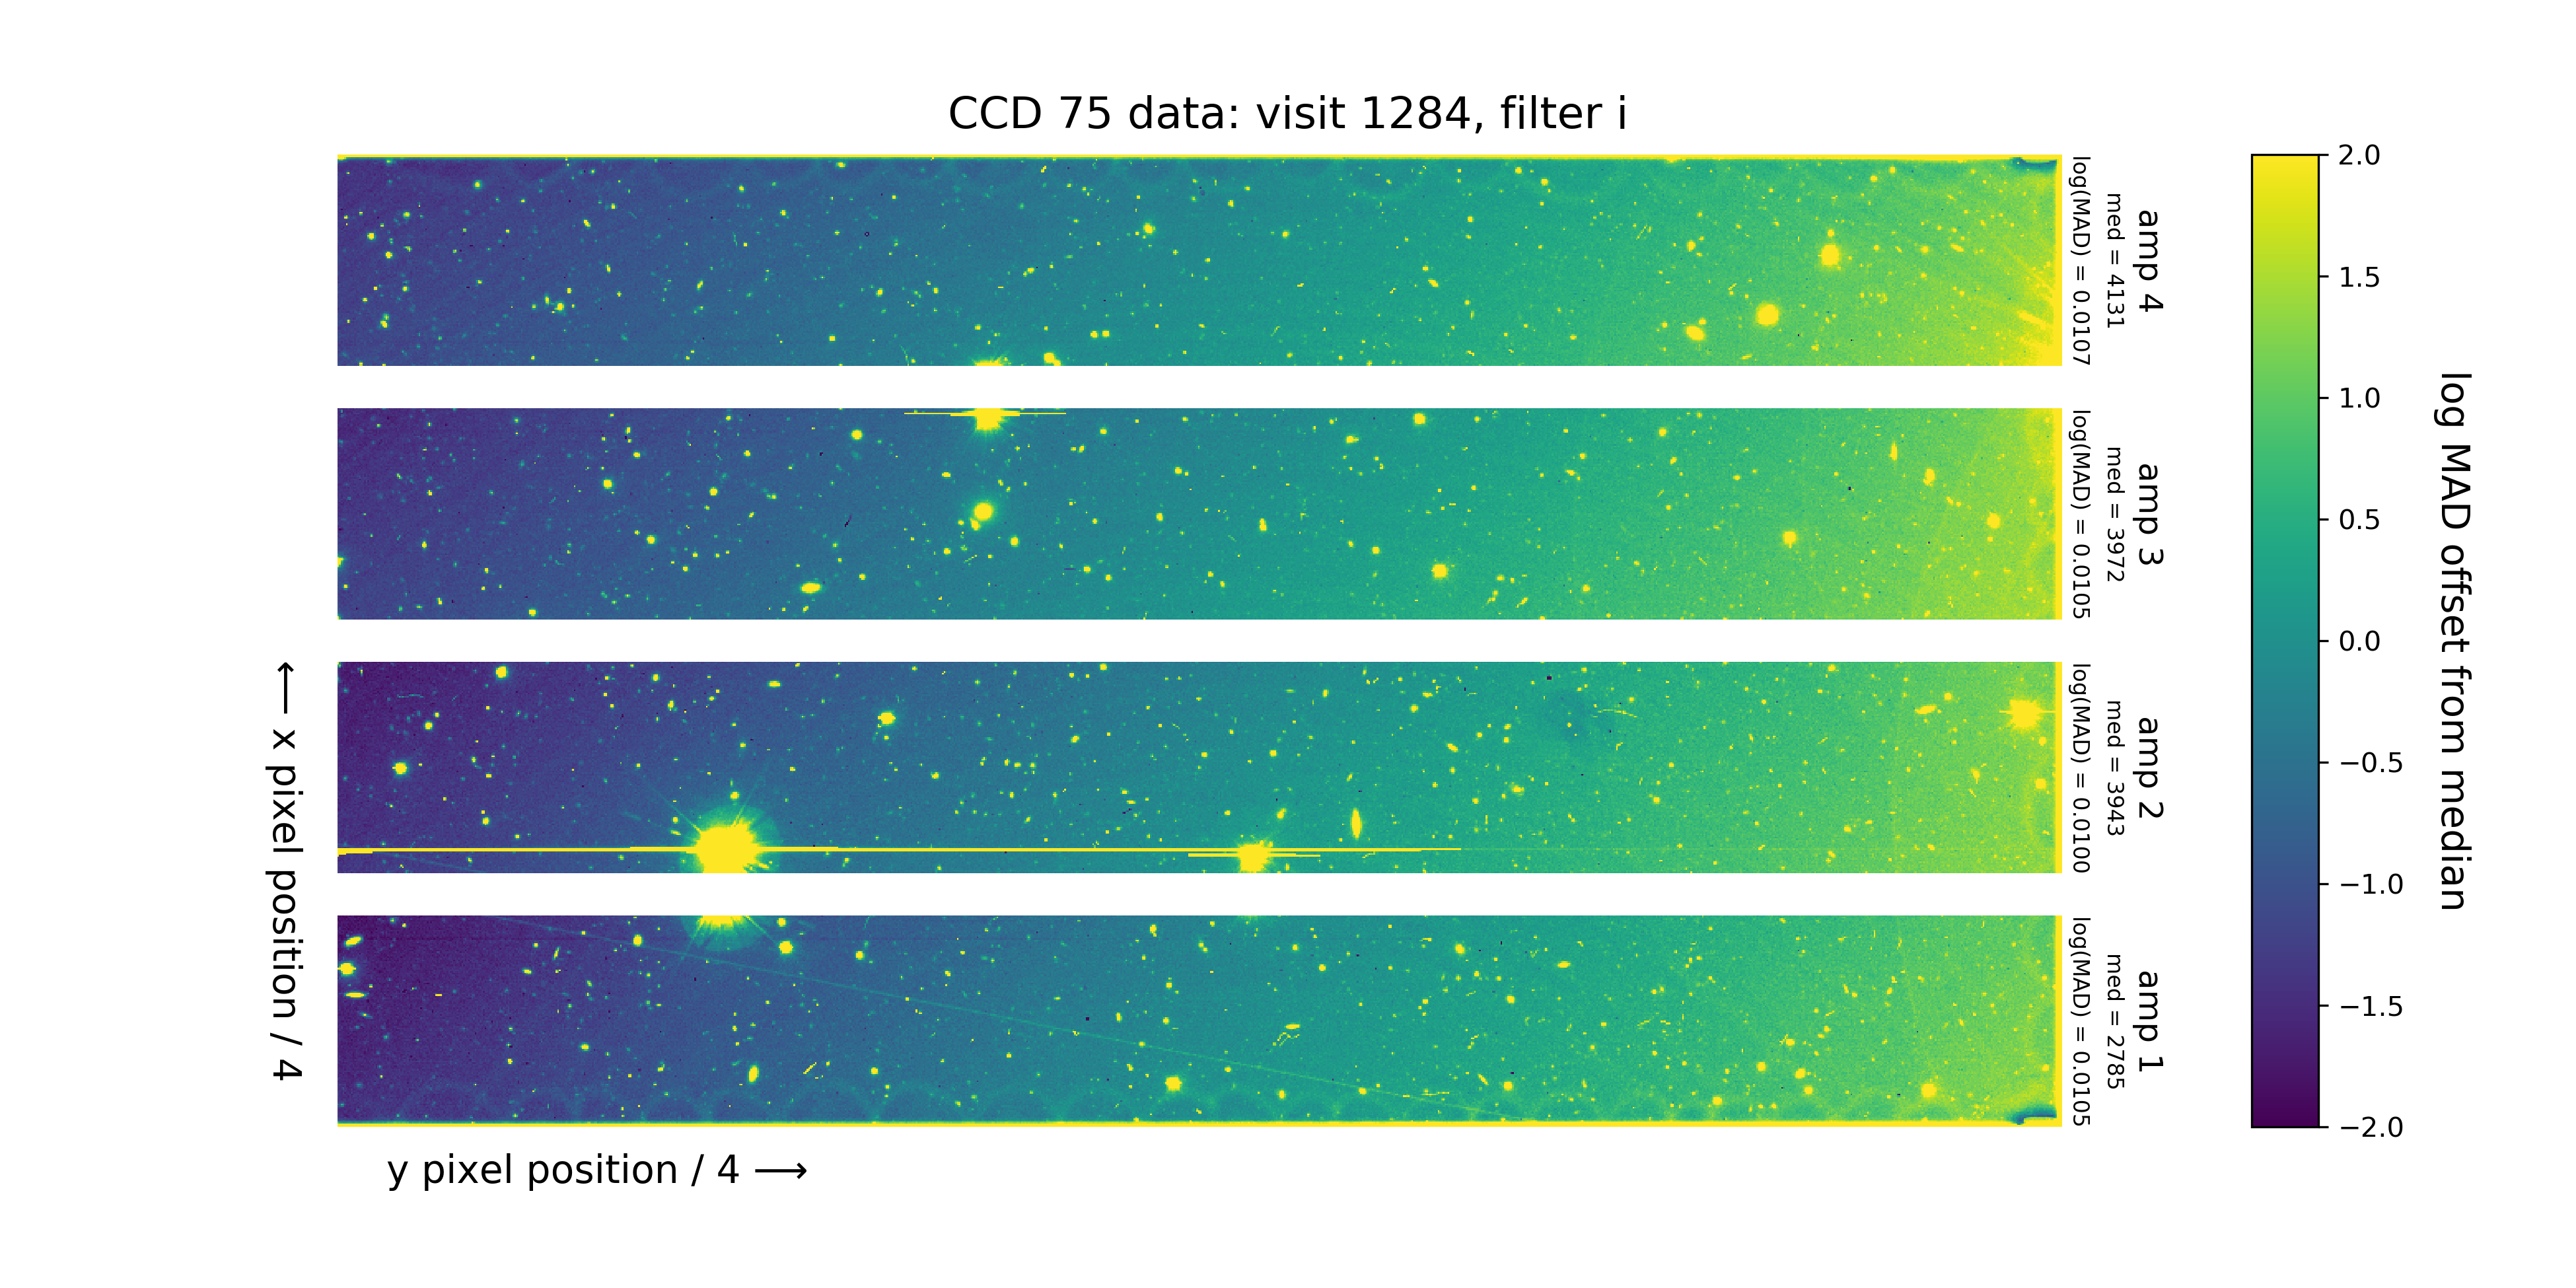 CCD 75 data: visit 1284, filter i
amp 4
med = 4131
log(MAD) = 0.0107
amp 3
med = 3972
log(MAD) = 0.0105
amp 2
med = 3943
log(MAD) = 0.0100
amp 1
med = 2785
log(MAD) = 0.0105
⟵ x pixel position / 4
y pixel position / 4 ⟶
2.0
1.5
1.0
0.5
0.0
−0.5
−1.0
−1.5
−2.0
log MAD offset from median